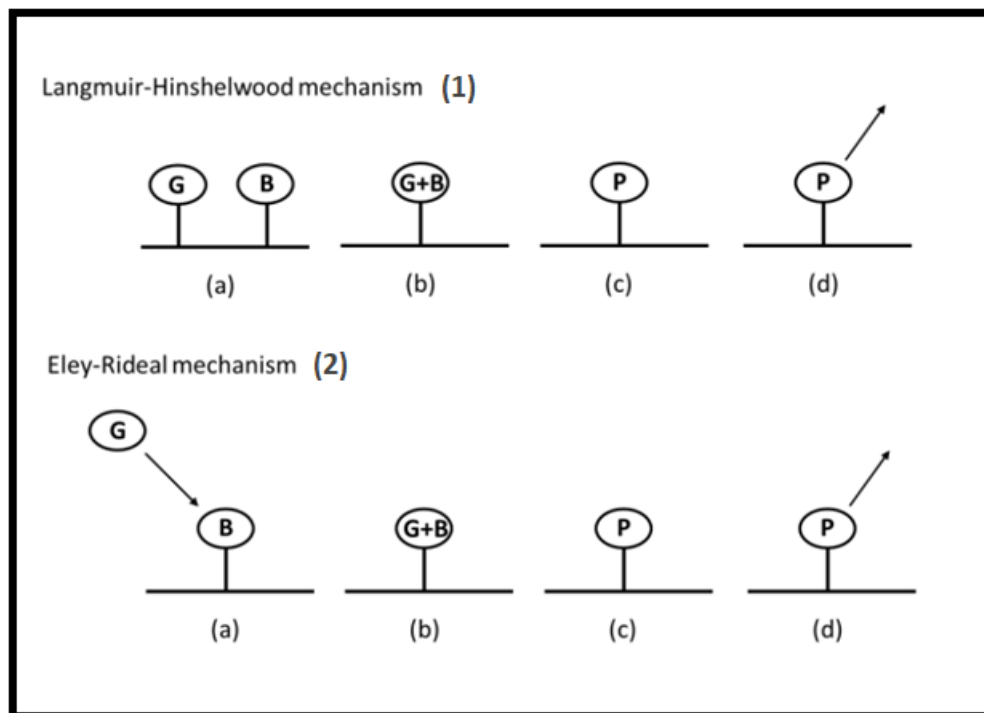 Langmuir-Hinshelwood mechanism (1)
G B G+B P P
(a) (b) (c) (d)
Eley-Rideal mechanism (2)
G
B G+B P P
(a) (b) (c) (d)